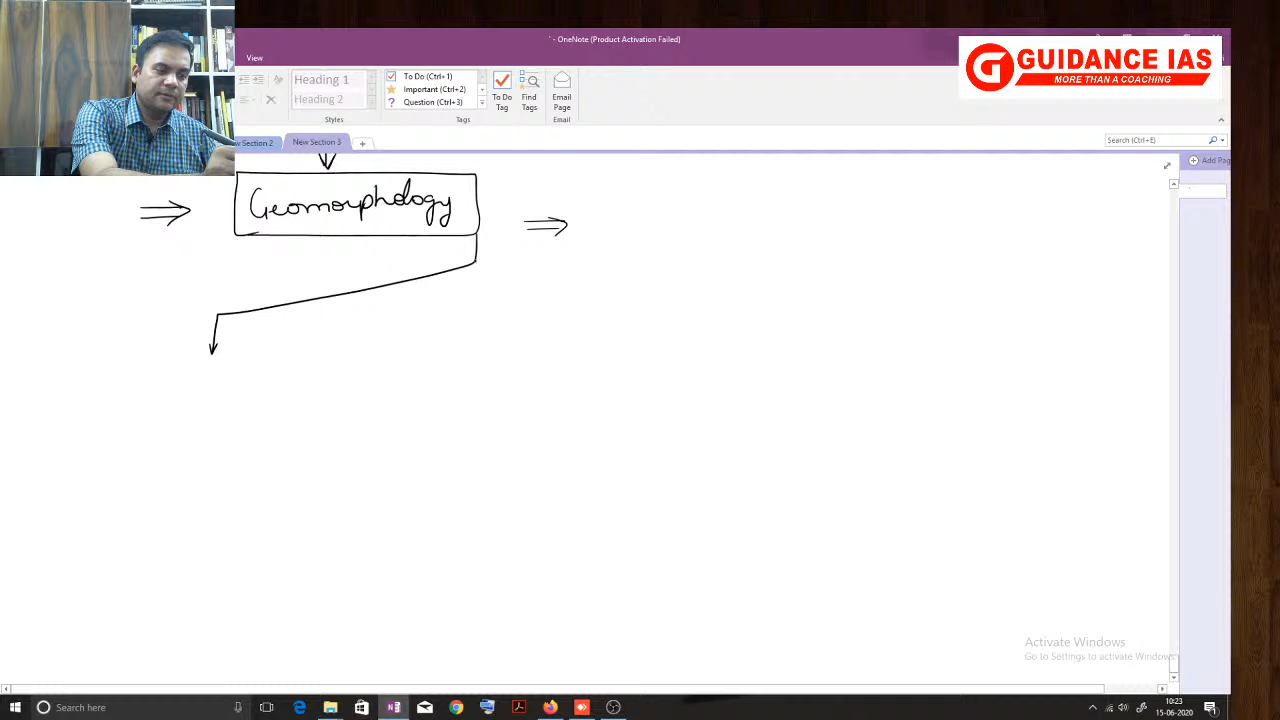 ` - OneNote (Product Activation Failed)
GUIDANCE IAS
MORE THAN A COACHING
View
Heading 1
Heading 2
To Do (Ctrl+1)
Important (Ctrl+2)
Question (Ctrl+3)
To Do
Tag
Find
Tags
Email
Page
Styles
Tags
Email
Section 2
New Section 3
Search (Ctrl+E)
Add Pag
Geomorphology
Activate Windows
Go to Settings to activate Windows
Search here
10:23
15-06-2020